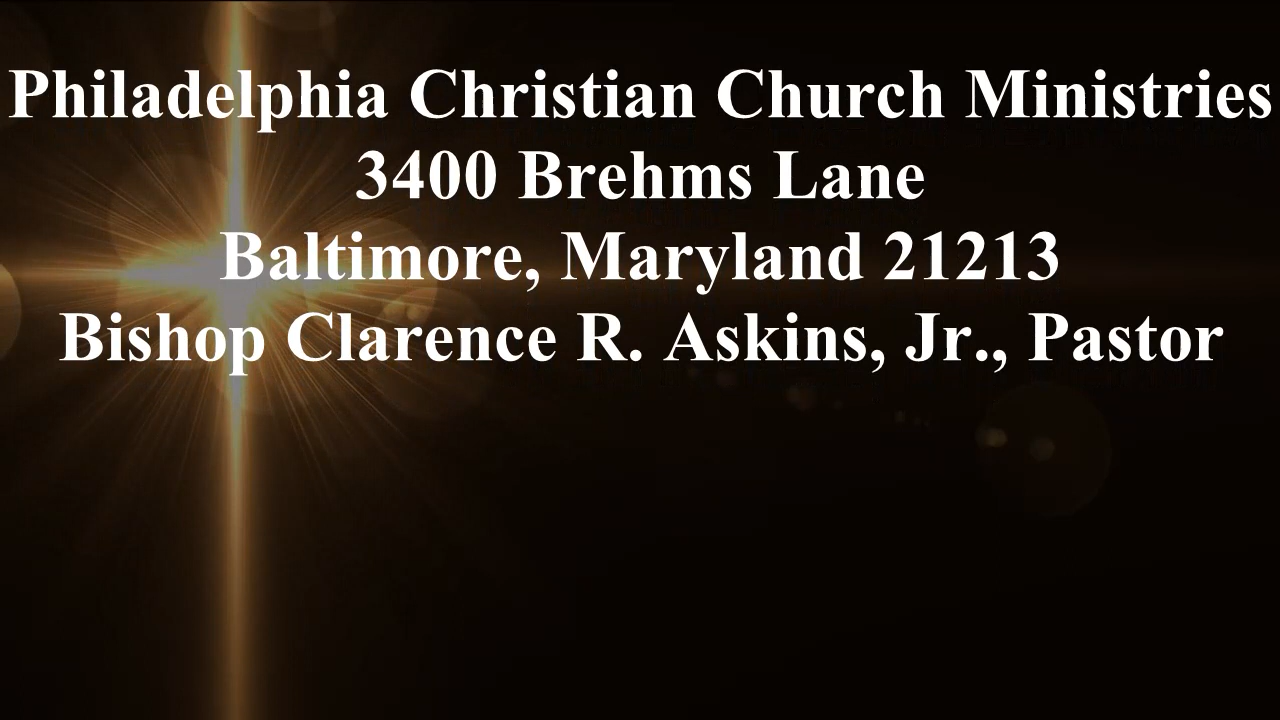 Philadelphia Christian Church Ministries
3400 Brehms Lane
Baltimore, Maryland 21213
Bishop Clarence R. Askins, Jr., Pastor